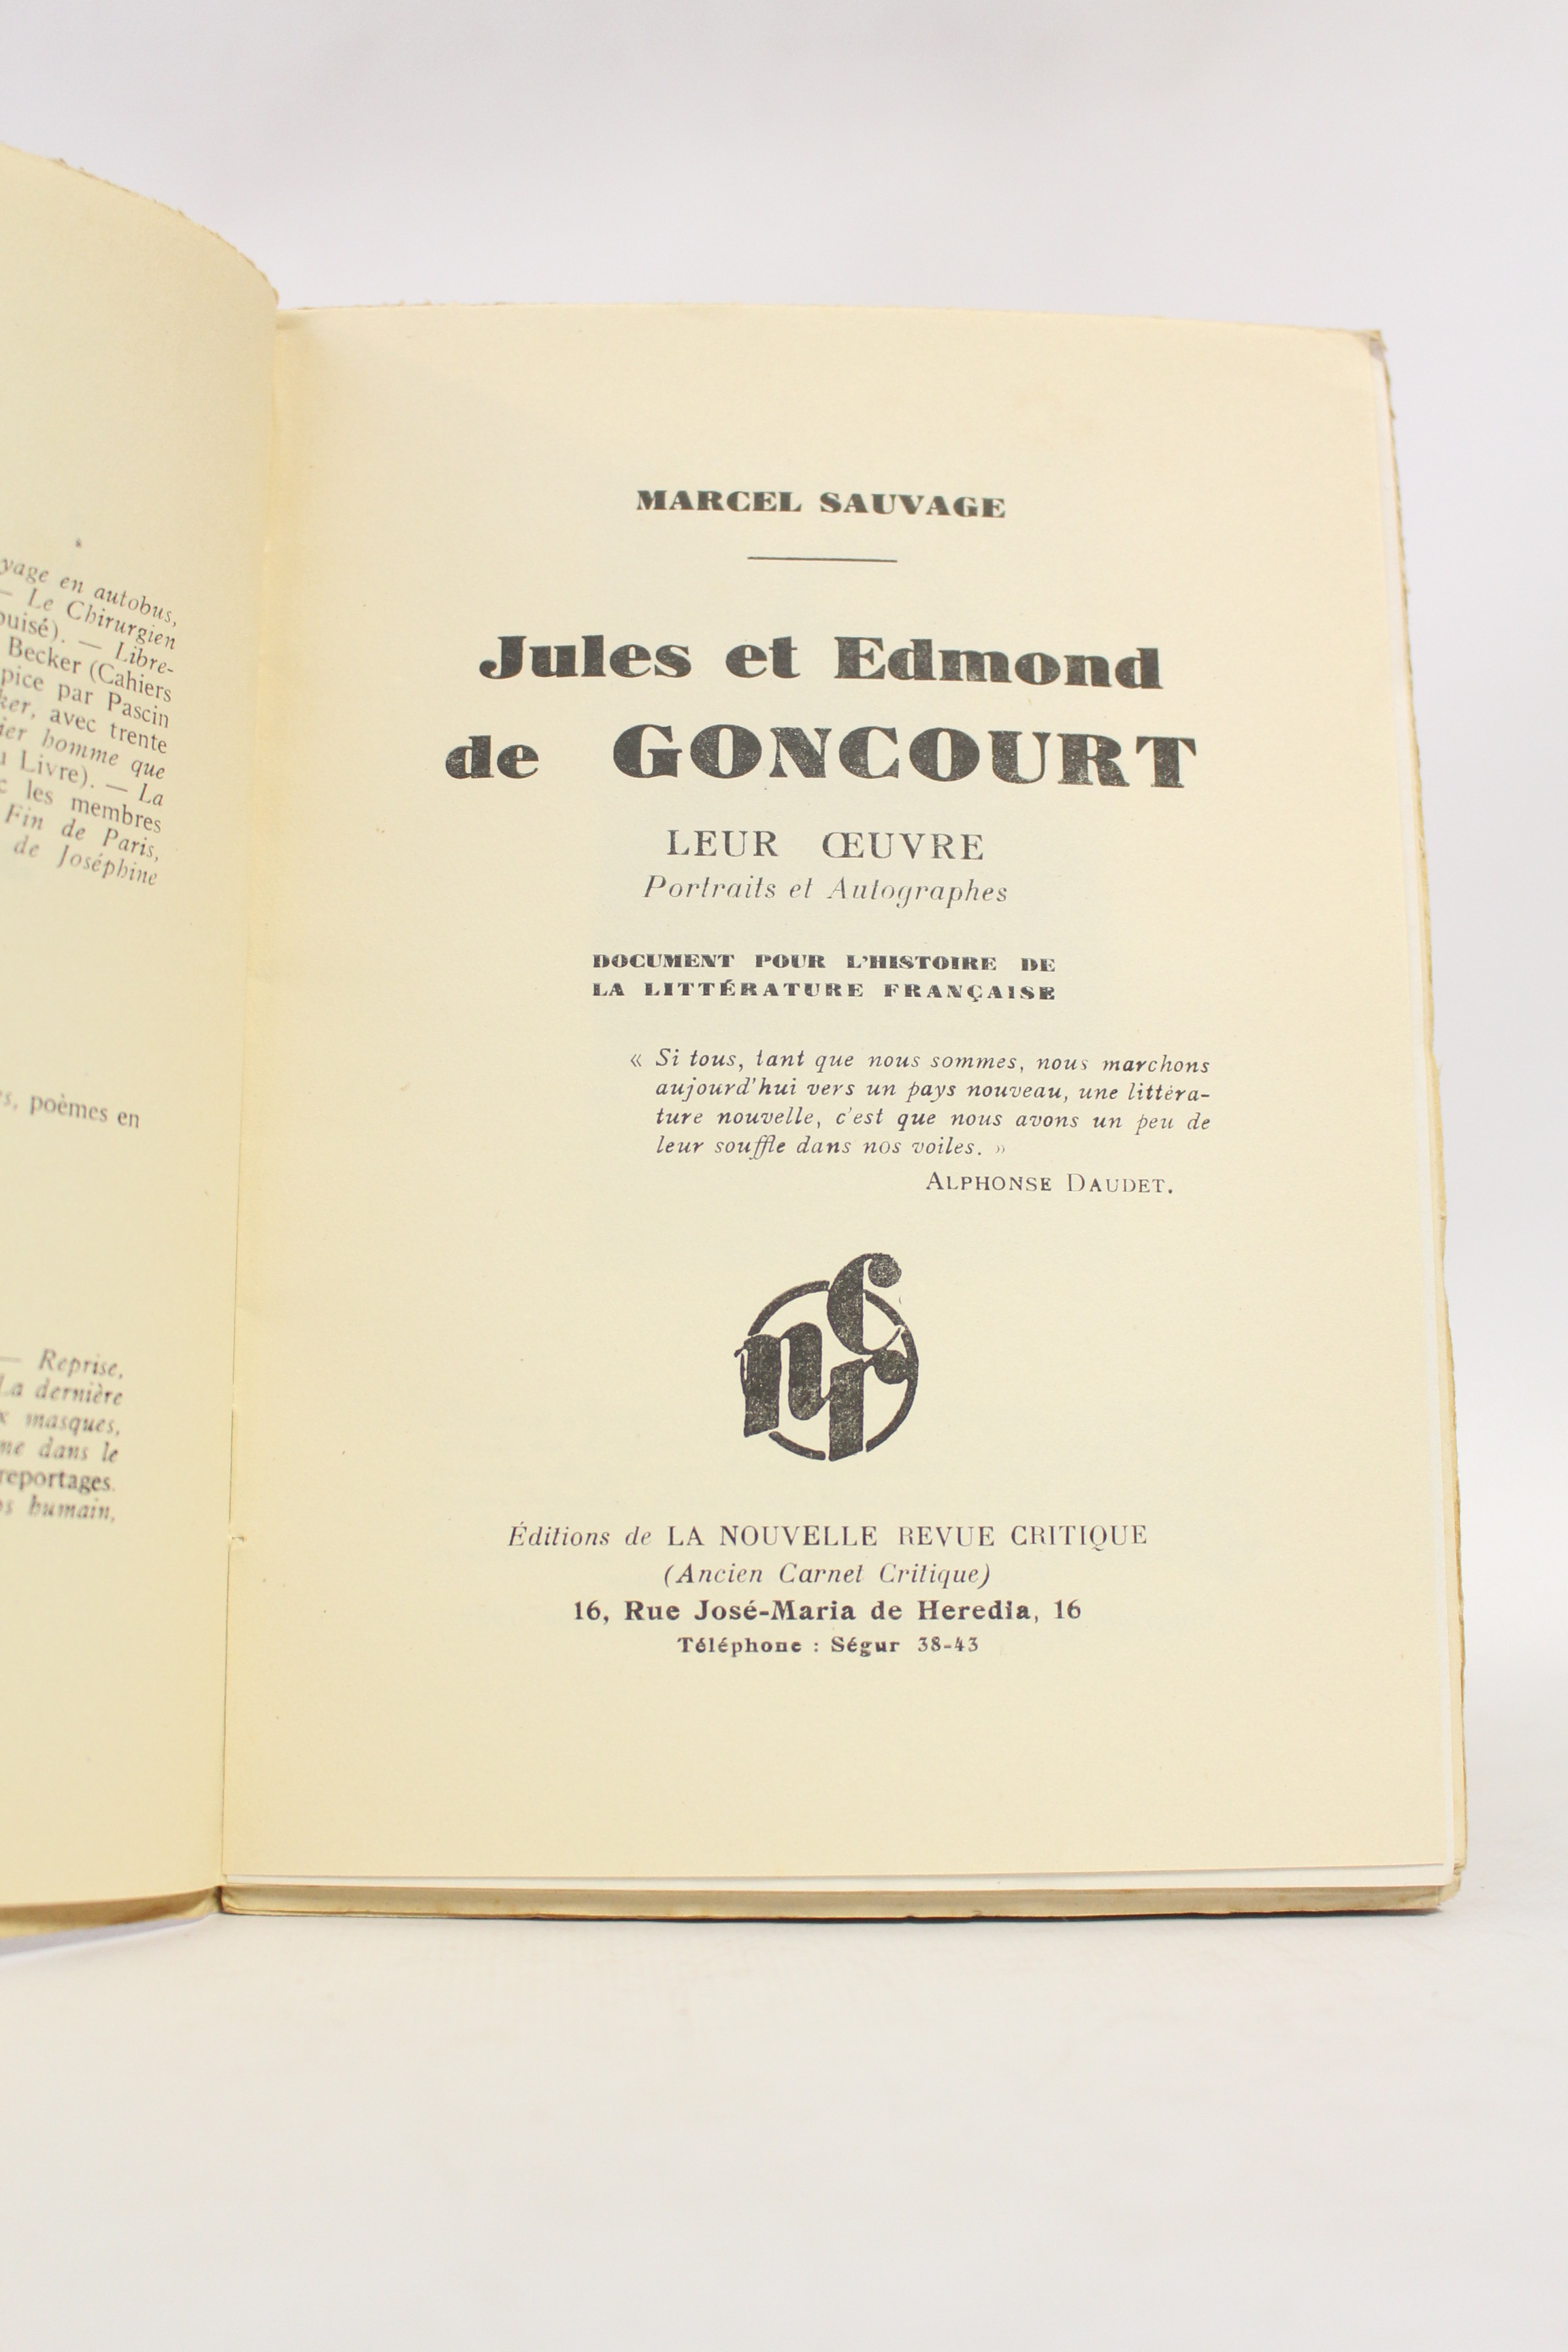 yage en autobus,
— Le Chirurgien
puisé). — Libre-
Becker (Cahiers
pice par Pascin
ker, avec trente
ier homme que
u Livre). — La
c les membres
Fin de Paris,
de Joséphine
poèmes en
— Reprise,
La dernière
x masques,
me dans le
reportages.
ps humain,
MARCEL SAUVAGE
Jules et Edmond
de GONCOURT
LEUR ŒUVRE
Portraits et Autographes
DOCUMENT POUR L'HISTOIRE DE
LA LITTÉRATURE FRANÇAISE
« Si tous, tant que nous sommes, nous marchons
aujourd'hui vers un pays nouveau, une littéra-
ture nouvelle, c'est que nous avons un peu de
leur souffle dans nos voiles. »
ALPHONSE DAUDET.
nrc
Éditions de LA NOUVELLE REVUE CRITIQUE
(Ancien Carnet Critique)
16, Rue José-Maria de Heredia, 16
Téléphone : Ségur 38-43